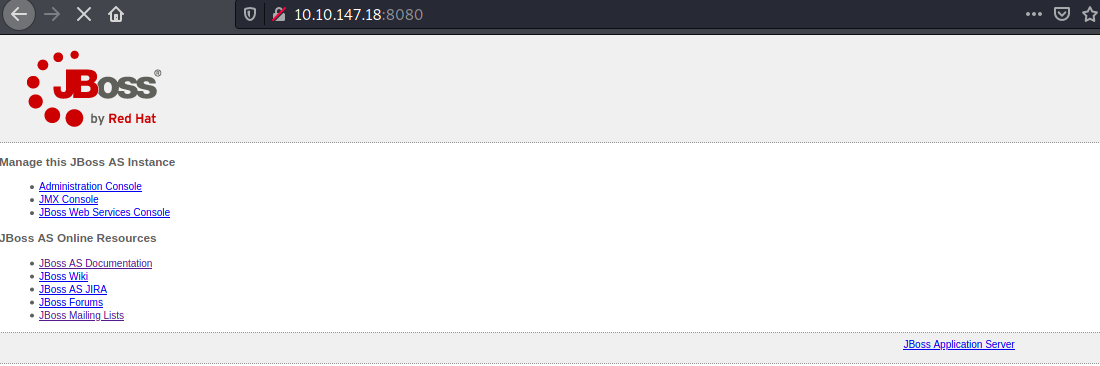 10.10.147.18:8080
JBoss®
by Red Hat
Manage this JBoss AS Instance
Administration Console
JMX Console
JBoss Web Services Console
JBoss AS Online Resources
JBoss AS Documentation
JBoss Wiki
JBoss AS JIRA
JBoss Forums
JBoss Mailing Lists
JBoss Application Server